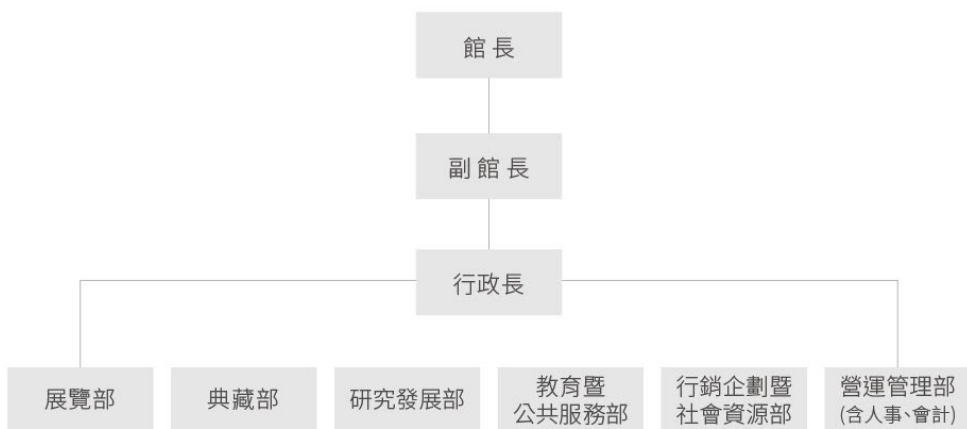 館長
副館長
行政長
展覽部
典藏部
研究發展部
教育暨
公共服務部
行銷企劃暨
社會資源部
營運管理部
(含人事、會計)